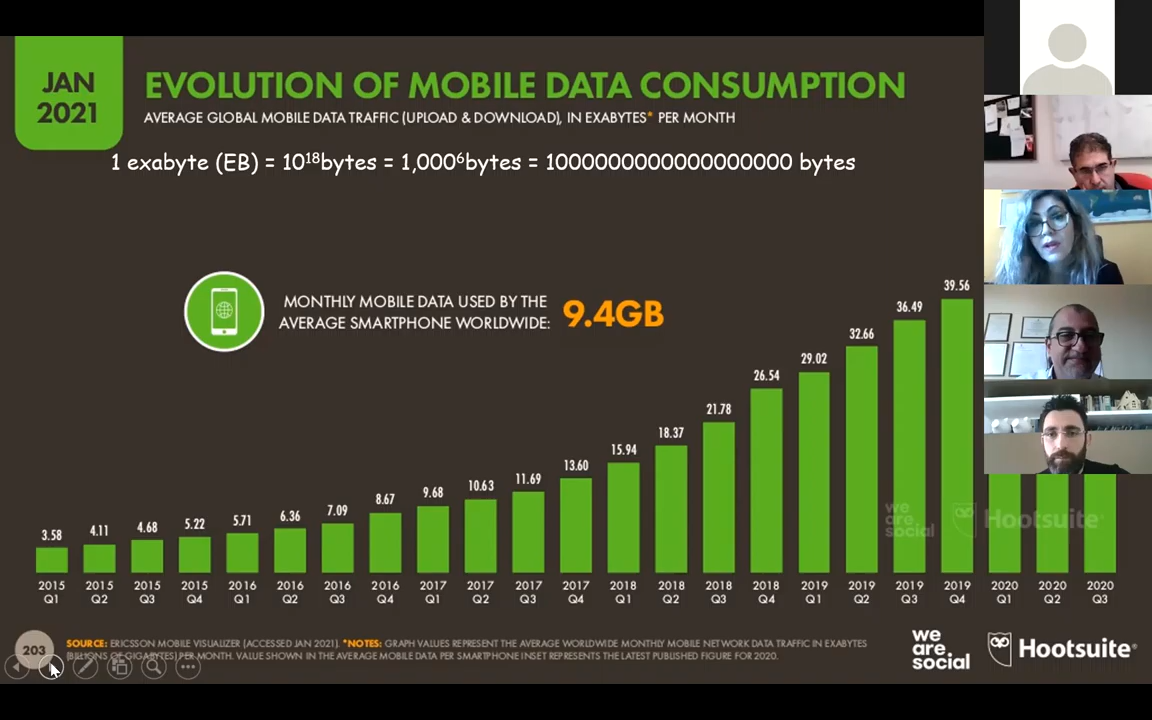 JAN
2021
EVOLUTION OF MOBILE DATA CONSUMPTION
AVERAGE GLOBAL MOBILE DATA TRAFFIC (UPLOAD & DOWNLOAD), IN EXABYTES* PER MONTH
1 exabyte (EB) = 10¹⁸bytes = 1,000⁶bytes = 1000000000000000000 bytes
MONTHLY MOBILE DATA USED BY THE
AVERAGE SMARTPHONE WORLDWIDE:
9.4GB
3.58 4.11 4.68 5.22 5.71 6.36 7.09 8.67 9.68 10.63 11.69 13.60 15.94 18.37 21.78 26.54 29.02 32.66 36.49 39.56
2015 2015 2015 2015 2016 2016 2016 2016 2017 2017 2017 2017 2018 2018 2018 2018 2019 2019 2019 2019 2020 2020 2020
Q1 Q2 Q3 Q4 Q1 Q2 Q3 Q4 Q1 Q2 Q3 Q4 Q1 Q2 Q3 Q4 Q1 Q2 Q3 Q4 Q1 Q2 Q3
we
are
social
Hootsuite®
203
SOURCE: ERICSSON MOBILE VISUALIZER (ACCESSED JAN 2021). *NOTES: GRAPH VALUES REPRESENT THE AVERAGE WORLDWIDE MONTHLY MOBILE NETWORK DATA TRAFFIC IN EXABYTES
(BILLIONS OF GIGABYTES) PER MONTH. VALUE SHOWN IN THE AVERAGE MOBILE DATA PER SMARTPHONE INSET REPRESENTS THE LATEST PUBLISHED FIGURE FOR 2020.
we
are
social
Hootsuite®